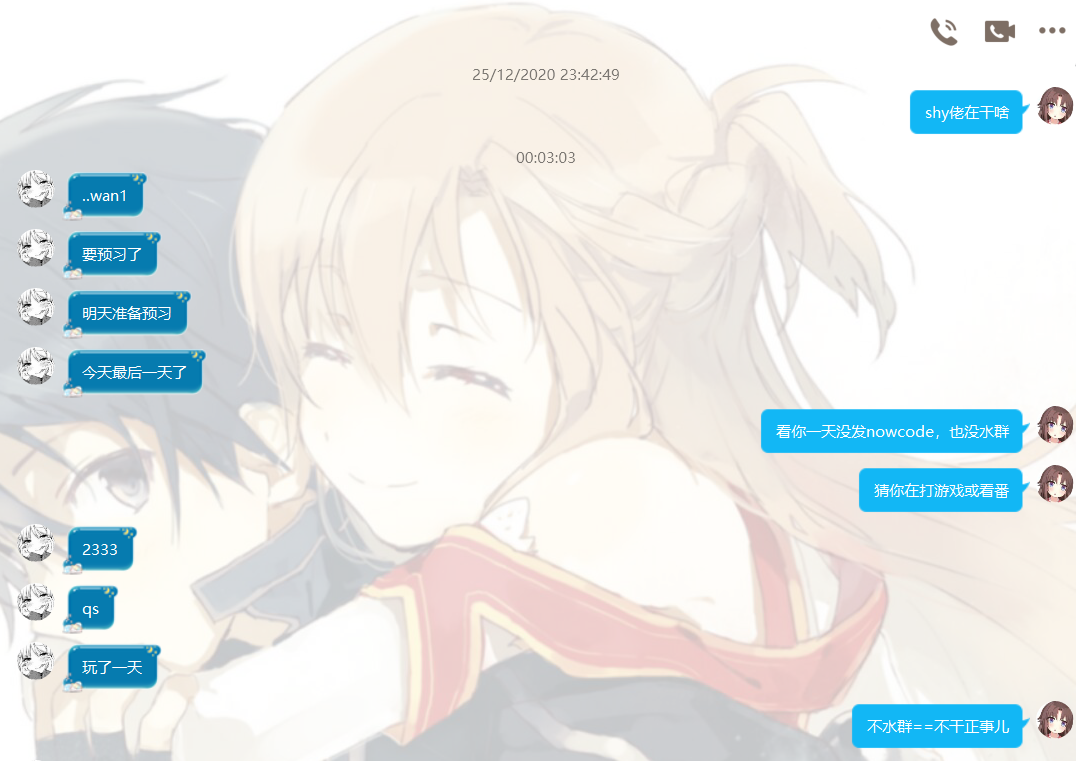 25/12/2020 23:42:49
shy佬在干啥
00:03:03
..wan1
要预习了
明天准备预习
今天最后一天了
看你一天没发nowcode，也没水群
猜你在打游戏或看番
2333
qs
玩了一天
不水群==不干正事儿